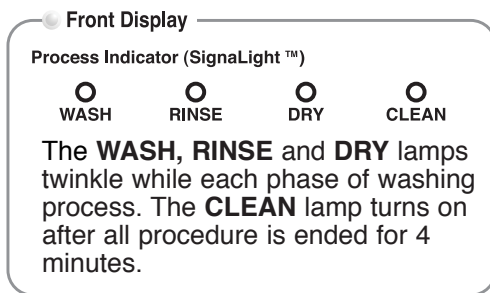 Front Display
Process Indicator (SignaLight ™)
WASH RINSE DRY CLEAN
The WASH, RINSE and DRY lamps
twinkle while each phase of washing
process. The CLEAN lamp turns on
after all procedure is ended for 4
minutes.